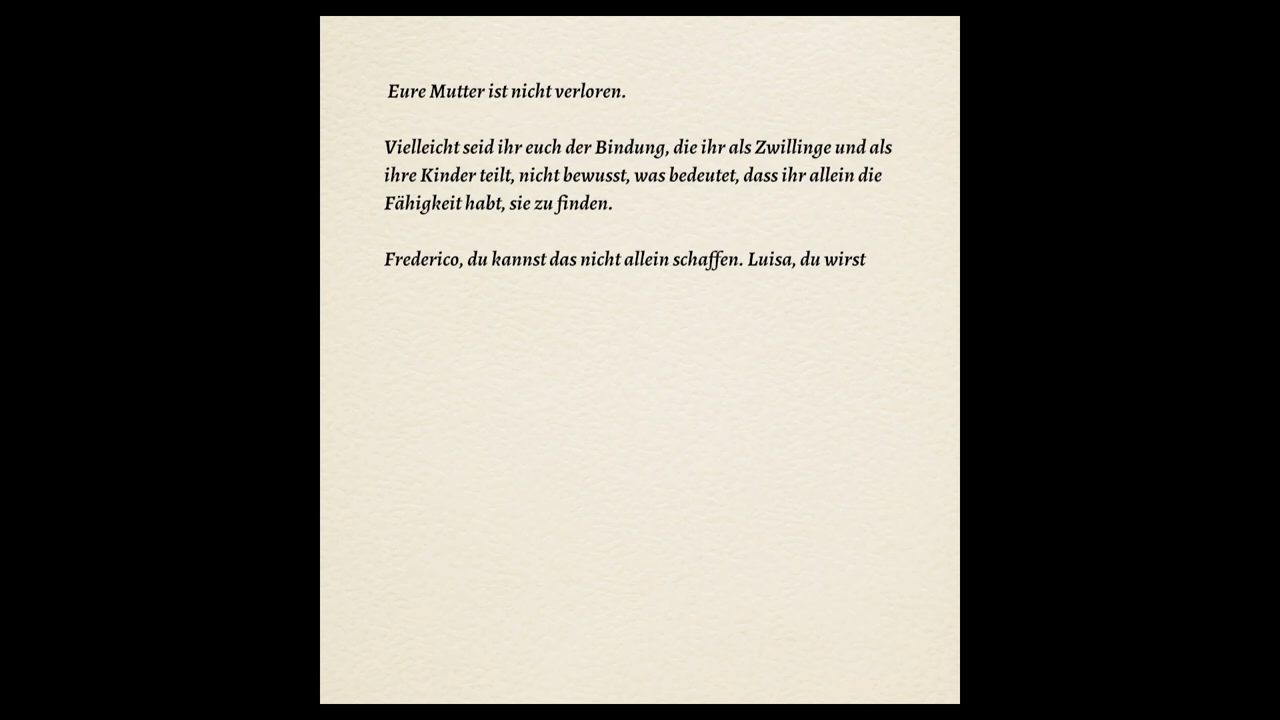 Eure Mutter ist nicht verloren.
Vielleicht seid ihr euch der Bindung, die ihr als Zwillinge und als
ihre Kinder teilt, nicht bewusst, was bedeutet, dass ihr allein die
Fähigkeit habt, sie zu finden.
Frederico, du kannst das nicht allein schaffen. Luisa, du wirst